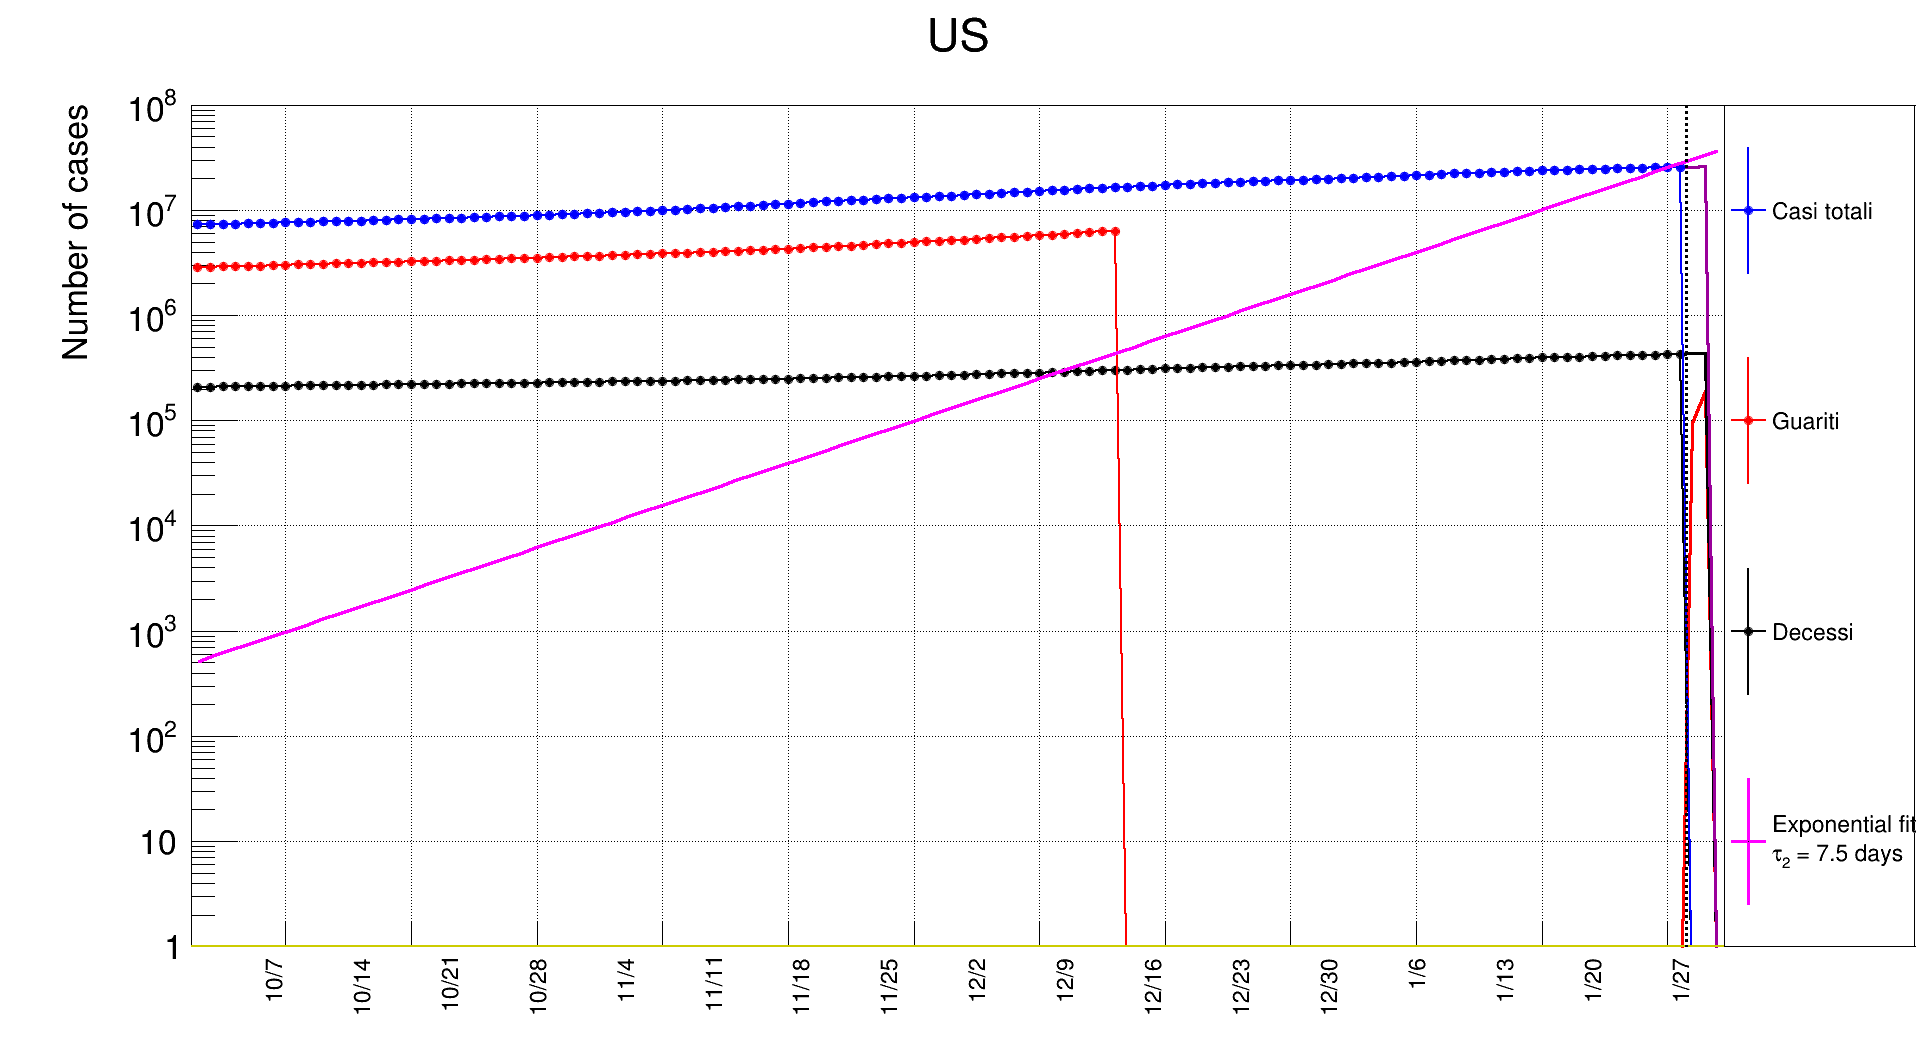 US
Number of cases
10^8
10^7
10^6
10^5
10^4
10^3
10^2
10
1
10/7 10/14 10/21 10/28 11/4 11/11 11/18 11/25 12/2 12/9 12/16 12/23 12/30 1/6 1/13 1/20 1/27
Casi totali
Guariti
Decessi
Exponential fit
τ₂ = 7.5 days